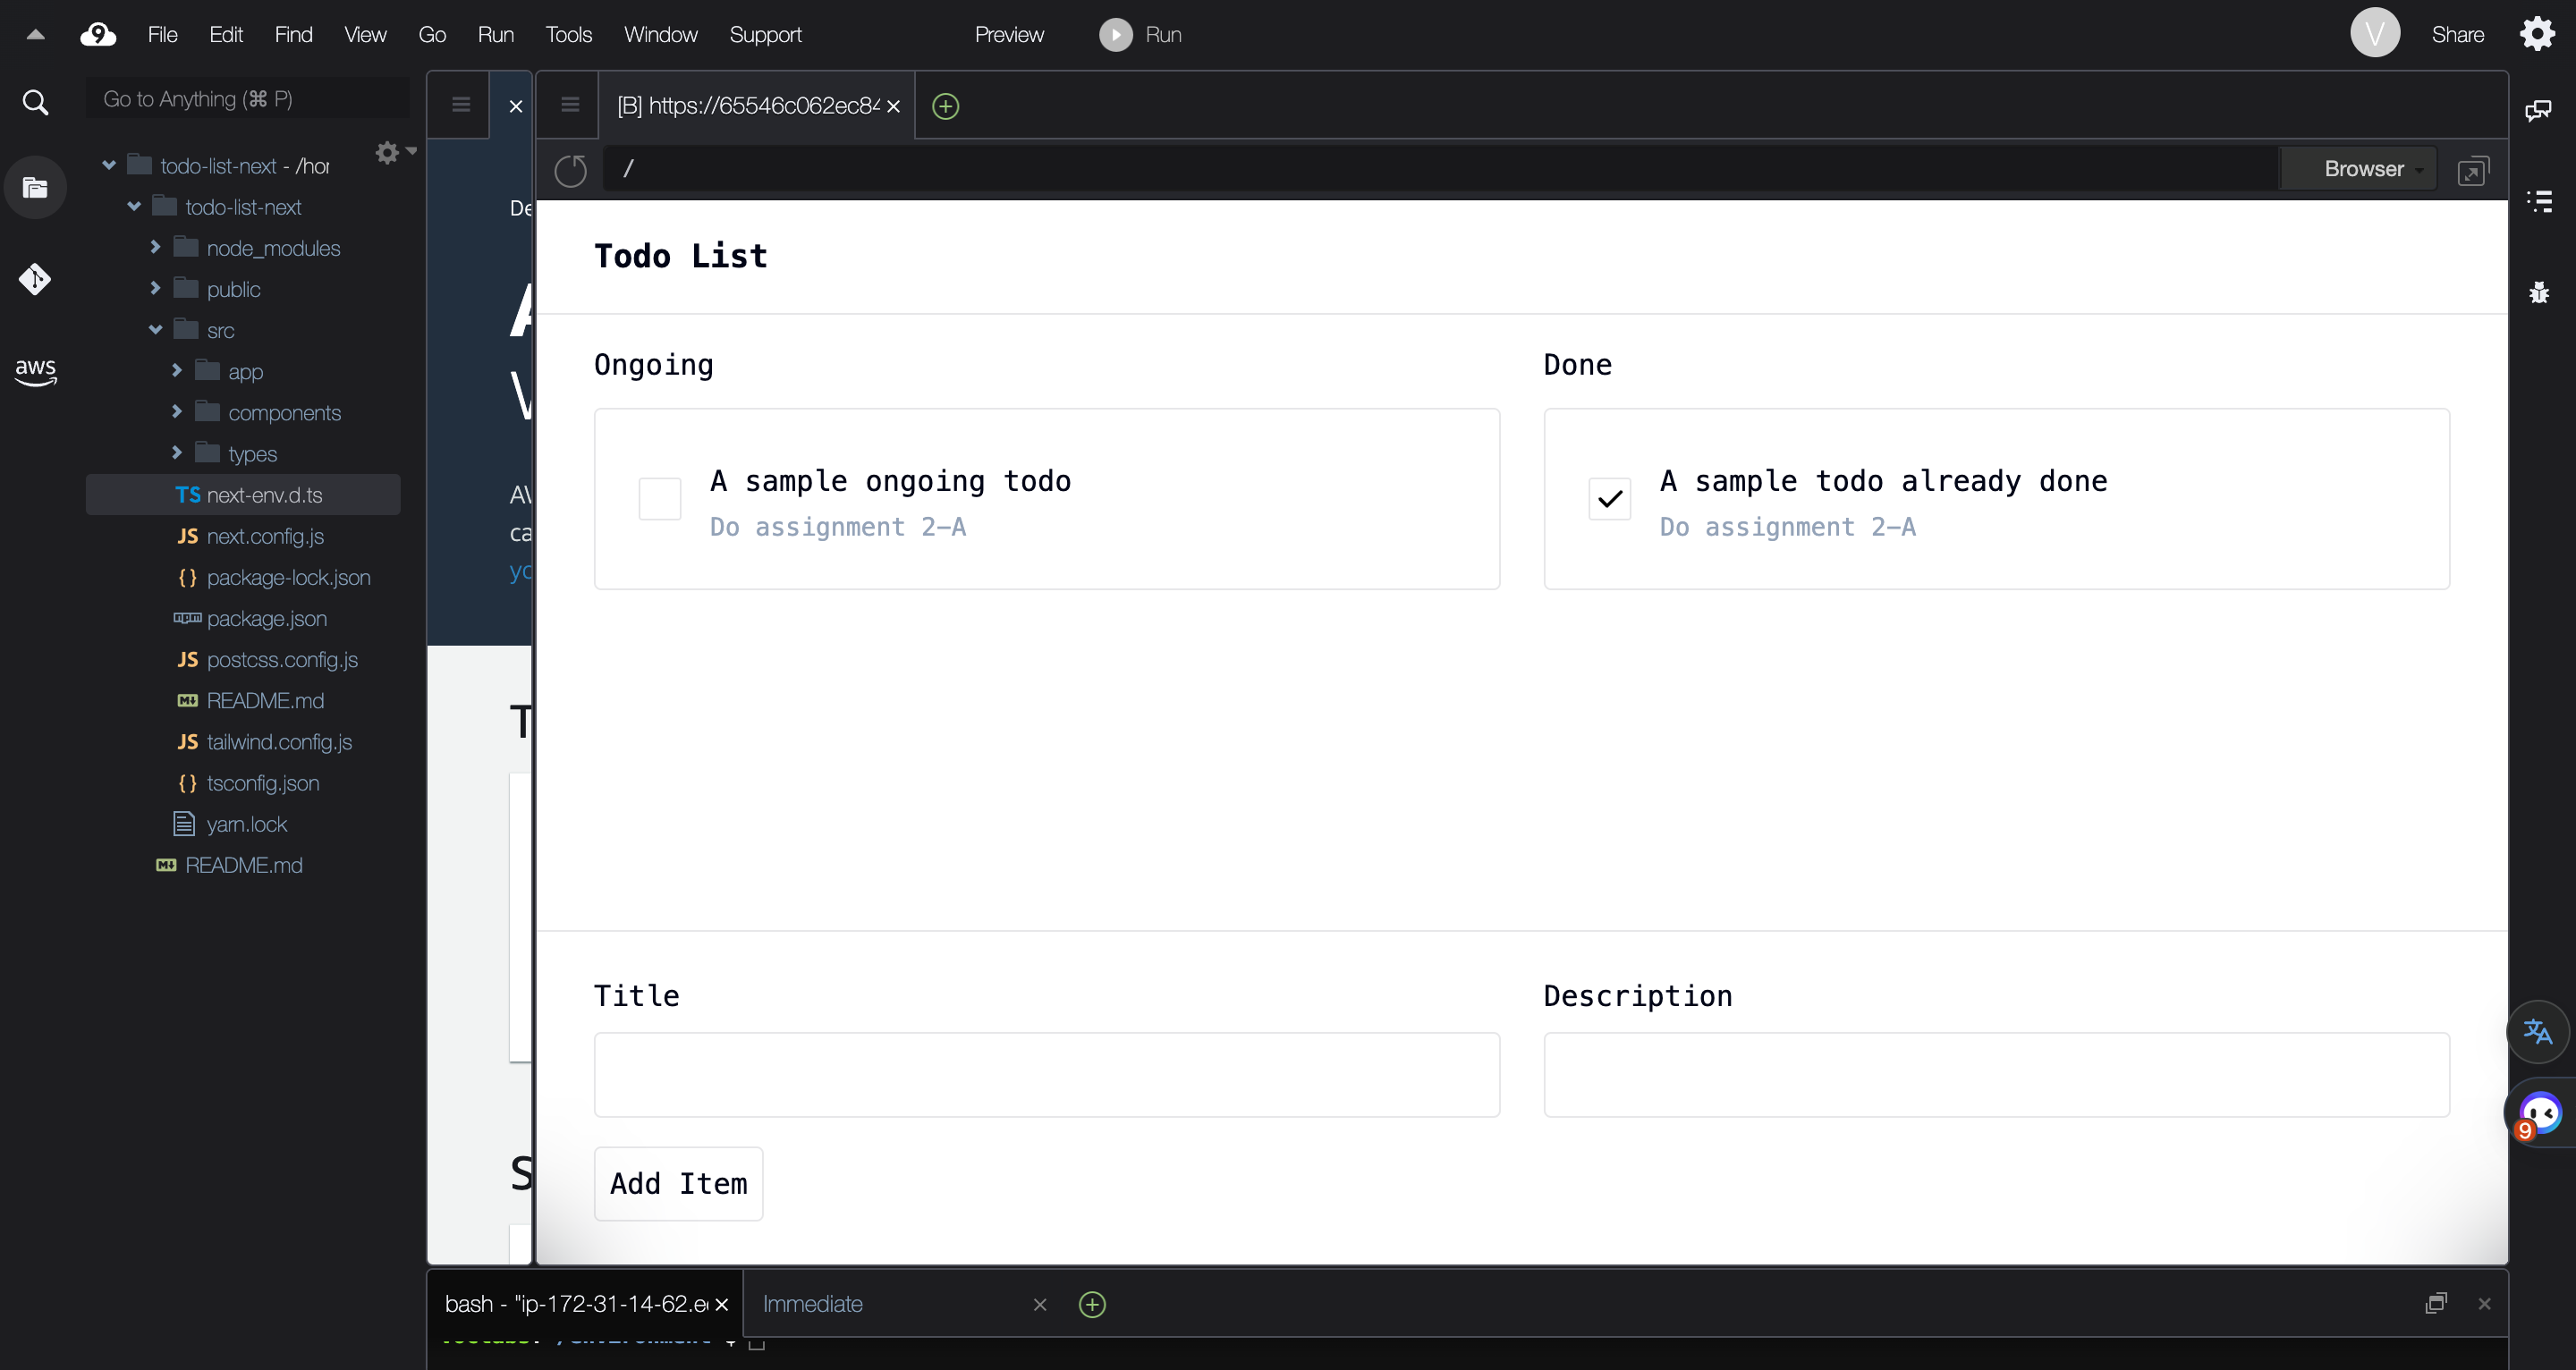 9 File Edit Find View Go Run Tools Window Support Preview Run V Share
Go to Anything (⌘ P)
todo-list-next - /hor
todo-list-next
node_modules
public
src
app
components
types
TS next-env.d.ts
JS next.config.js
{ } package-lock.json
package.json
JS postcss.config.js
README.md
JS tailwind.config.js
{ } tsconfig.json
yarn.lock
README.md
aws
De
A
ca
yo
T
S
[B] https://65546c062ec84
/
Browser
Todo List
Ongoing
A sample ongoing todo
Do assignment 2-A
Done
A sample todo already done
Do assignment 2-A
Title
Description
Add Item
9
bash - "ip-172-31-14-62.e
Immediate